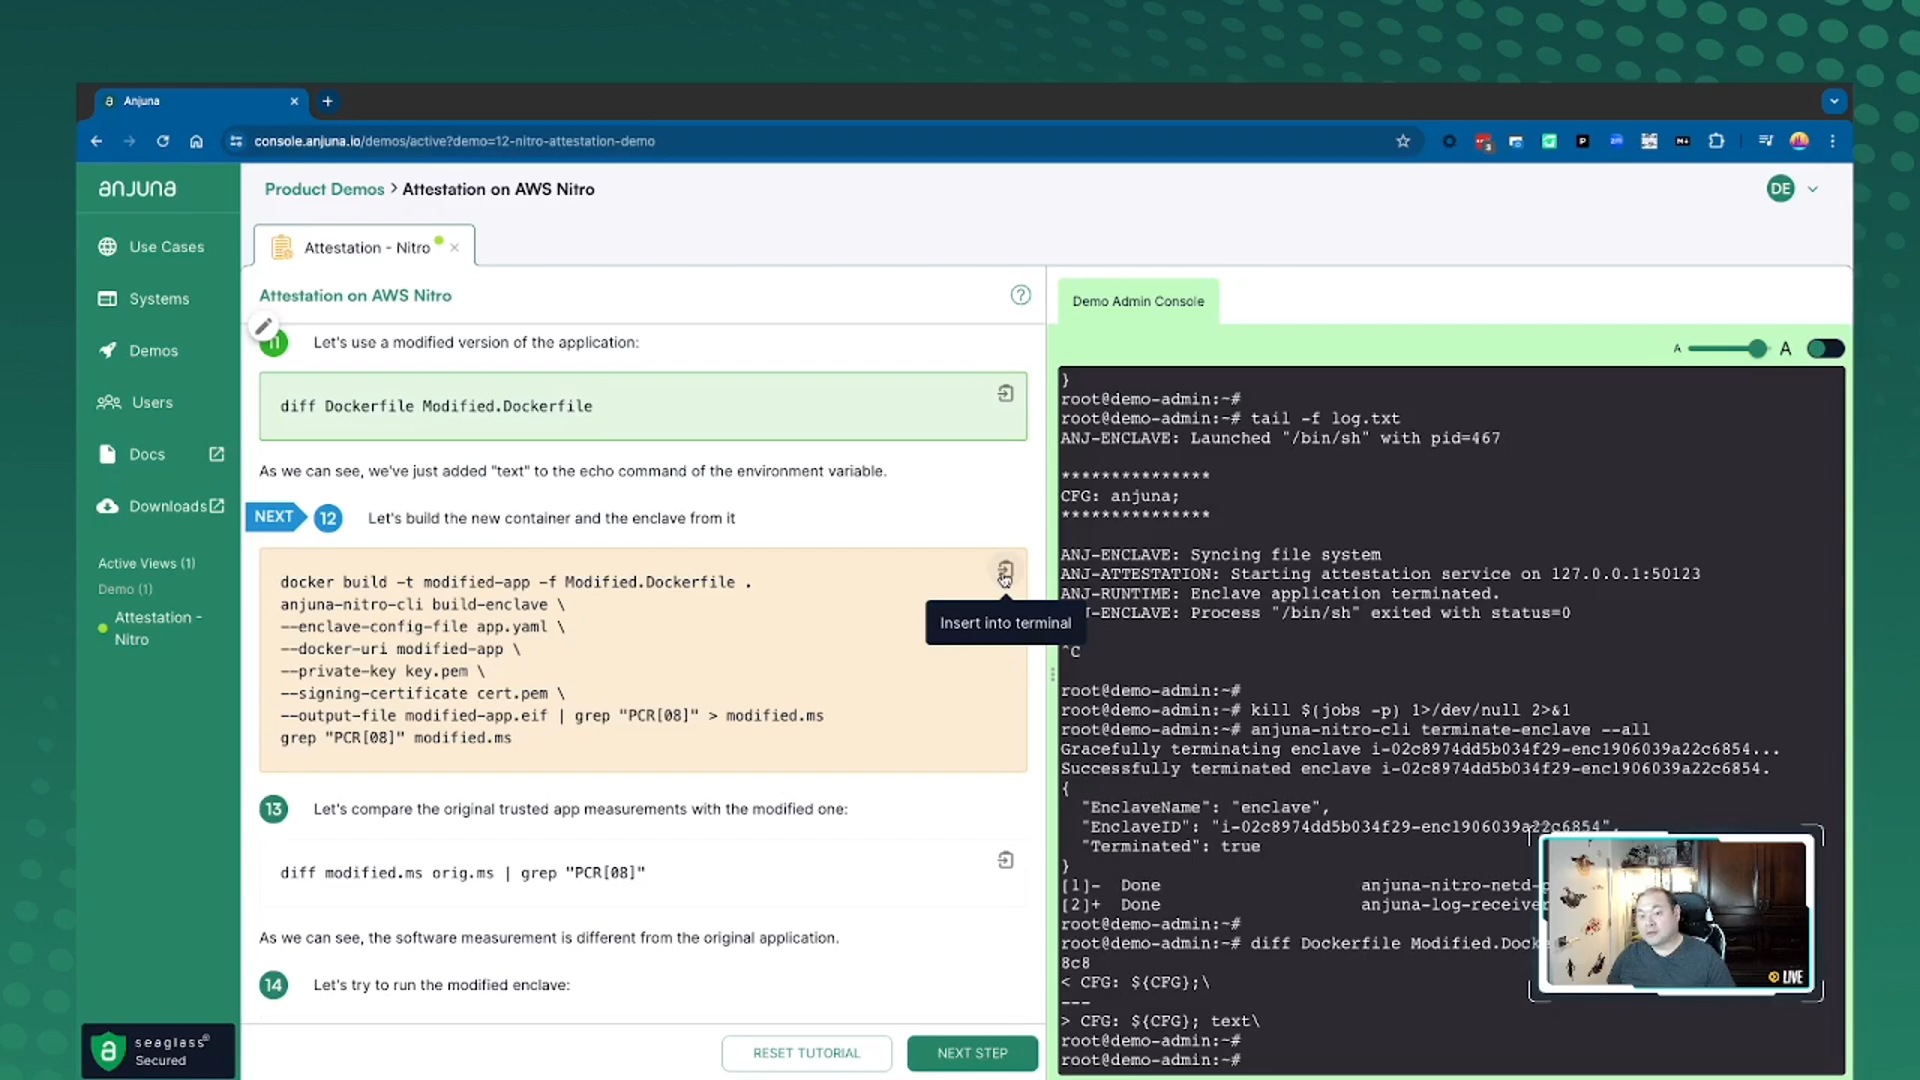 Anjuna
console.anjuna.io/demos/active?demo=12-nitro-attestation-demo
anjuna
Product Demos > Attestation on AWS Nitro
DE
Use Cases
Systems
Demos
Users
Docs
Downloads
Active Views (1)
Demo (1)
Attestation -
Nitro
seaglass
Secured
Attestation - Nitro
Attestation on AWS Nitro
11 Let's use a modified version of the application:
diff Dockerfile Modified.Dockerfile
As we can see, we've just added "text" to the echo command of the environment variable.
NEXT 12 Let's build the new container and the enclave from it
docker build -t modified-app -f Modified.Dockerfile .
anjuna-nitro-cli build-enclave \
--enclave-config-file app.yaml \
--docker-uri modified-app \
--private-key key.pem \
--signing-certificate cert.pem \
--output-file modified-app.eif | grep "PCR[08]" > modified.ms
grep "PCR[08]" modified.ms
Insert into terminal
13 Let's compare the original trusted app measurements with the modified one:
diff modified.ms orig.ms | grep "PCR[08]"
As we can see, the software measurement is different from the original application.
14 Let's try to run the modified enclave:
RESET TUTORIAL
NEXT STEP
Demo Admin Console
A A
}
root@demo-admin:~#
root@demo-admin:~# tail -f log.txt
ANJ-ENCLAVE: Launched "/bin/sh" with pid=467
***************
CFG: anjuna;
***************
ANJ-ENCLAVE: Syncing file system
ANJ-ATTESTATION: Starting attestation service on 127.0.0.1:50123
ANJ-RUNTIME: Enclave application terminated.
J-ENCLAVE: Process "/bin/sh" exited with status=0
^C
root@demo-admin:~#
root@demo-admin:~# kill $(jobs -p) 1>/dev/null 2>&1
root@demo-admin:~# anjuna-nitro-cli terminate-enclave --all
Gracefully terminating enclave i-02c8974dd5b034f29-enc1906039a22c6854...
Successfully terminated enclave i-02c8974dd5b034f29-enc1906039a22c6854.
{
"EnclaveName": "enclave",
"EnclaveID": "i-02c8974dd5b034f29-enc1906039a22c6854",
"Terminated": true
}
[1]- Done anjuna-nitro-netd-p
[2]+ Done anjuna-log-receiver
root@demo-admin:~#
root@demo-admin:~# diff Dockerfile Modified.Dock
8c8
< CFG: ${CFG};\
---
> CFG: ${CFG}; text\
root@demo-admin:~#
root@demo-admin:~#
LIVE